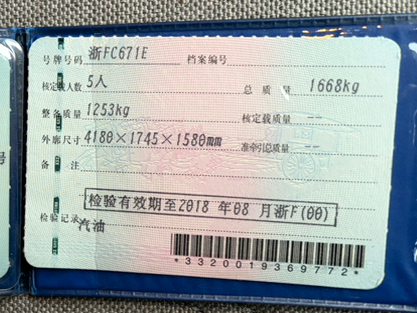 号牌号码 浙FC671E 档案编号
核定载人数 5人 总质量 1668kg
整备质量 1253kg 核定载质量 --
外廓尺寸 4180×1745×1580 准牵引总质量 --
备注
检验有效期至2018 年08 月浙F(00)
检验记录 汽油
*3320019369772*
号